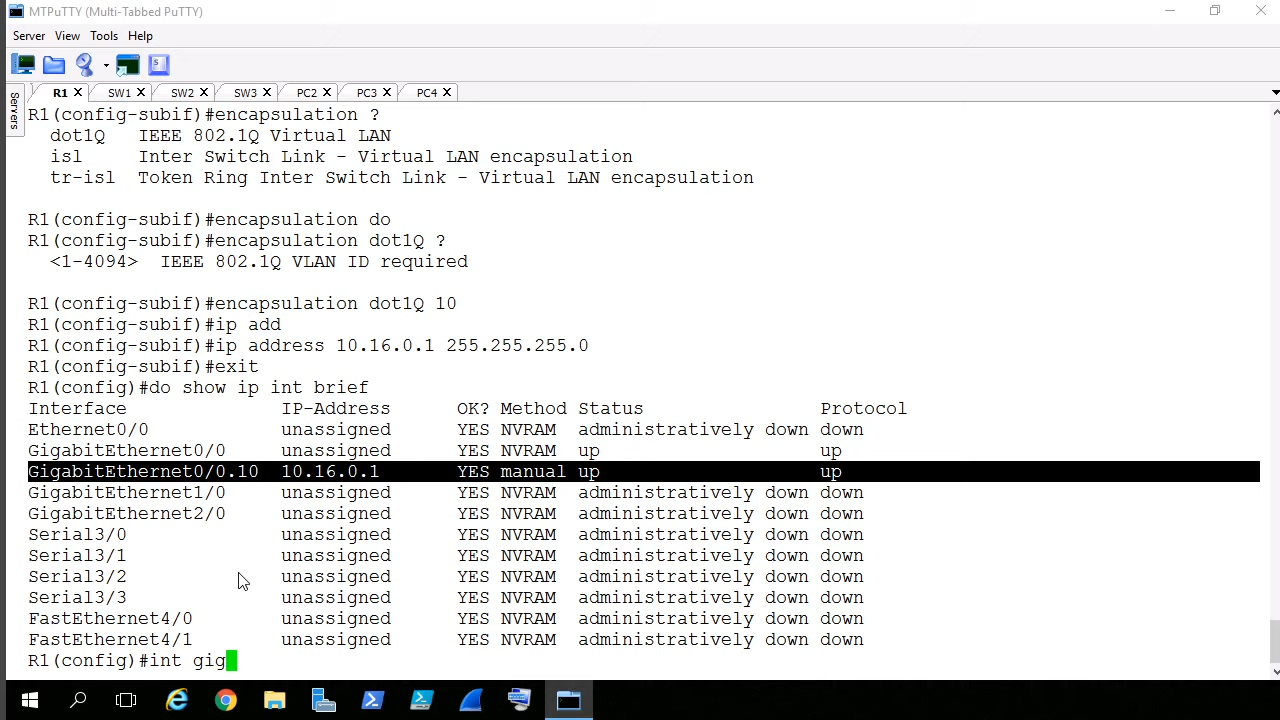 MTPuTTY (Multi-Tabbed PuTTY)
Server View Tools Help
R1 SW1 SW2 SW3 PC2 PC3 PC4
Servers
R1(config-subif)#encapsulation ?
  dot1Q   IEEE 802.1Q Virtual LAN
  isl     Inter Switch Link - Virtual LAN encapsulation
  tr-isl  Token Ring Inter Switch Link - Virtual LAN encapsulation
R1(config-subif)#encapsulation do
R1(config-subif)#encapsulation dot1Q ?
  <1-4094>  IEEE 802.1Q VLAN ID required
R1(config-subif)#encapsulation dot1Q 10
R1(config-subif)#ip add
R1(config-subif)#ip address 10.16.0.1 255.255.255.0
R1(config-subif)#exit
R1(config)#do show ip int brief
Interface              IP-Address      OK? Method Status                Protocol
Ethernet0/0            unassigned      YES NVRAM  administratively down down
GigabitEthernet0/0     unassigned      YES NVRAM  up                    up
GigabitEthernet0/0.10  10.16.0.1       YES manual up                    up
GigabitEthernet1/0     unassigned      YES NVRAM  administratively down down
GigabitEthernet2/0     unassigned      YES NVRAM  administratively down down
Serial3/0              unassigned      YES NVRAM  administratively down down
Serial3/1              unassigned      YES NVRAM  administratively down down
Serial3/2              unassigned      YES NVRAM  administratively down down
Serial3/3              unassigned      YES NVRAM  administratively down down
FastEthernet4/0        unassigned      YES NVRAM  administratively down down
FastEthernet4/1        unassigned      YES NVRAM  administratively down down
R1(config)#int gig